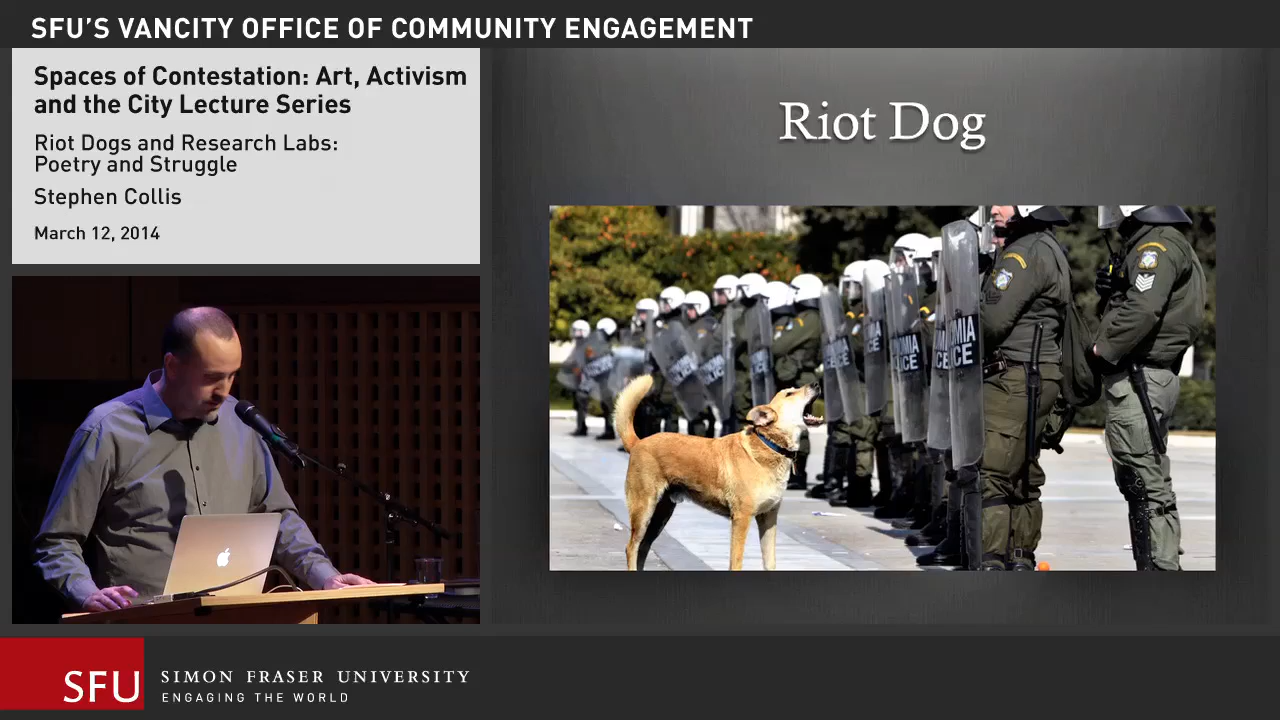 SFU'S VANCITY OFFICE OF COMMUNITY ENGAGEMENT
Spaces of Contestation: Art, Activism
and the City Lecture Series
Riot Dogs and Research Labs:
Poetry and Struggle
Stephen Collis
March 12, 2014
Riot Dog
SFU
SIMON FRASER UNIVERSITY
ENGAGING THE WORLD